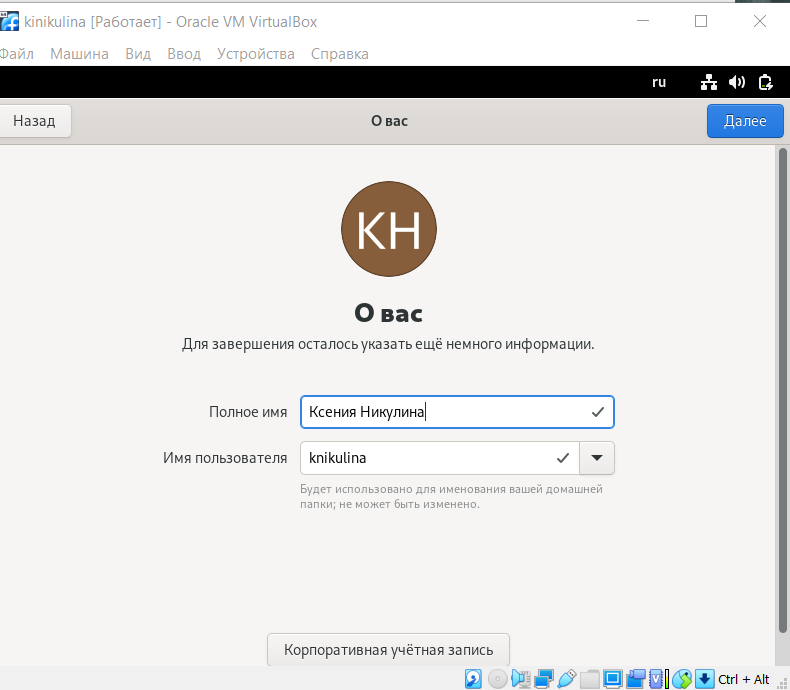 kinikulina [Работает] - Oracle VM VirtualBox
Файл Машина Вид Ввод Устройства Справка
ru
Назад О вас Далее
КН
О вас
Для завершения осталось указать ещё немного информации.
Полное имя Ксения Никулина
Имя пользователя knikulina
Будет использовано для именования вашей домашней
папки; не может быть изменено.
Корпоративная учётная запись
Ctrl + Alt